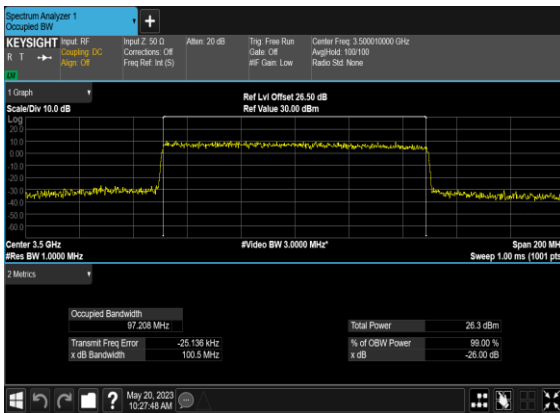 Spectrum Analyzer 1
Occupied BW
+
KEYSIGHT
R T
LV
Input: RF
Coupling: DC
Align: Off
Input Z: 50 Ω
Corrections: Off
Freq Ref: Int (S)
Atten: 20 dB
Trig: Free Run
Gate: Off
#IF Gain: Low
Center Freq: 3.500010000 GHz
Avg|Hold: 100/100
Radio Std: None
1 Graph
Scale/Div 10.0 dB
Ref Lvl Offset 26.50 dB
Ref Value 30.00 dBm
Log
20.0
10.0
0.00
-10.0
-20.0
-30.0
-40.0
-50.0
-60.0
Center 3.5 GHz
#Res BW 1.0000 MHz
#Video BW 3.0000 MHz*
Span 200 MH
Sweep 1.00 ms (1001 pts
2 Metrics
Occupied Bandwidth
97.208 MHz
Transmit Freq Error -25.136 kHz
x dB Bandwidth 100.5 MHz
Total Power 26.3 dBm
% of OBW Power 99.00 %
x dB -26.00 dB
?
May 20, 2023
10:27:48 AM